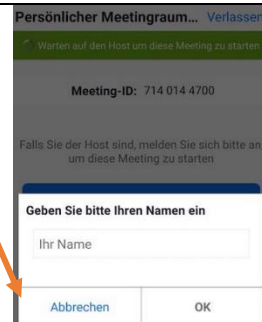 Persönlicher Meetingraum... Verlassen
Warten auf den Host um diese Meeting zu starten
Meeting-ID: 714 014 4700
Falls Sie der Host sind, melden Sie sich bitte an,
um diese Meeting zu starten
Geben Sie bitte Ihren Namen ein
Ihr Name
Abbrechen OK